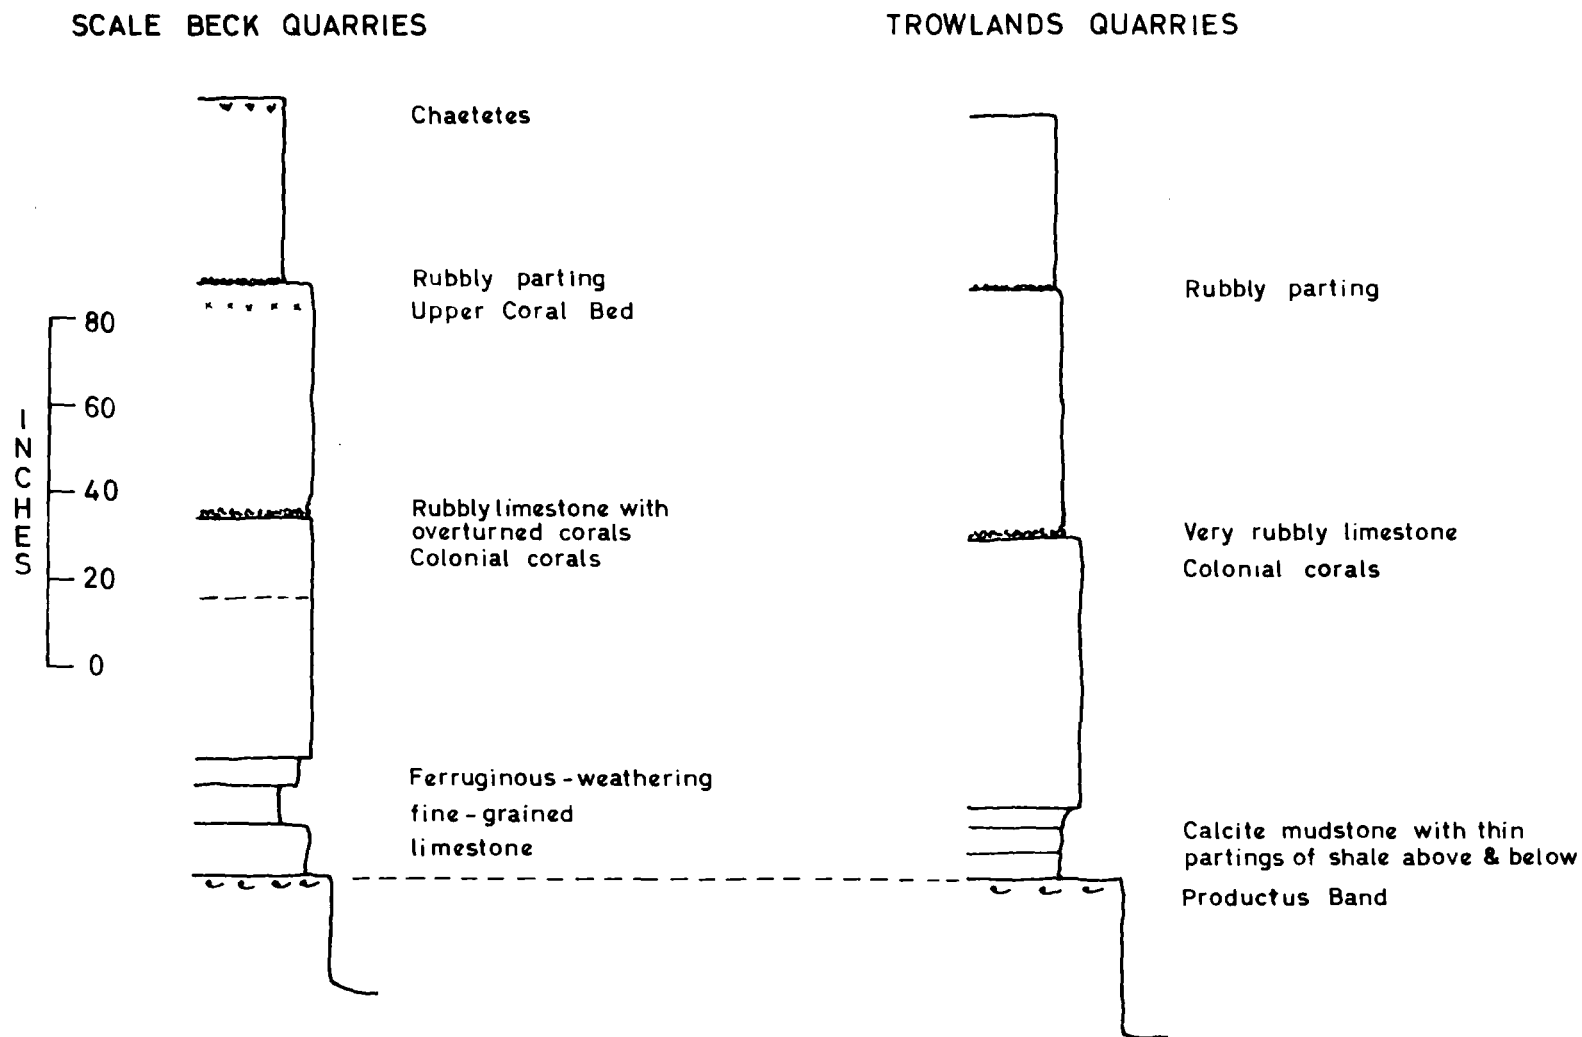 SCALE BECK QUARRIES
TROWLANDS QUARRIES
Chaetetes
Rubbly parting
Upper Coral Bed
Rubbly limestone with
overturned corals
Colonial corals
Ferruginous-weathering
fine-grained
limestone
INCHES
80
60
40
20
0
Rubbly parting
Very rubbly limestone
Colonial corals
Calcite mudstone with thin
partings of shale above & below
Productus Band